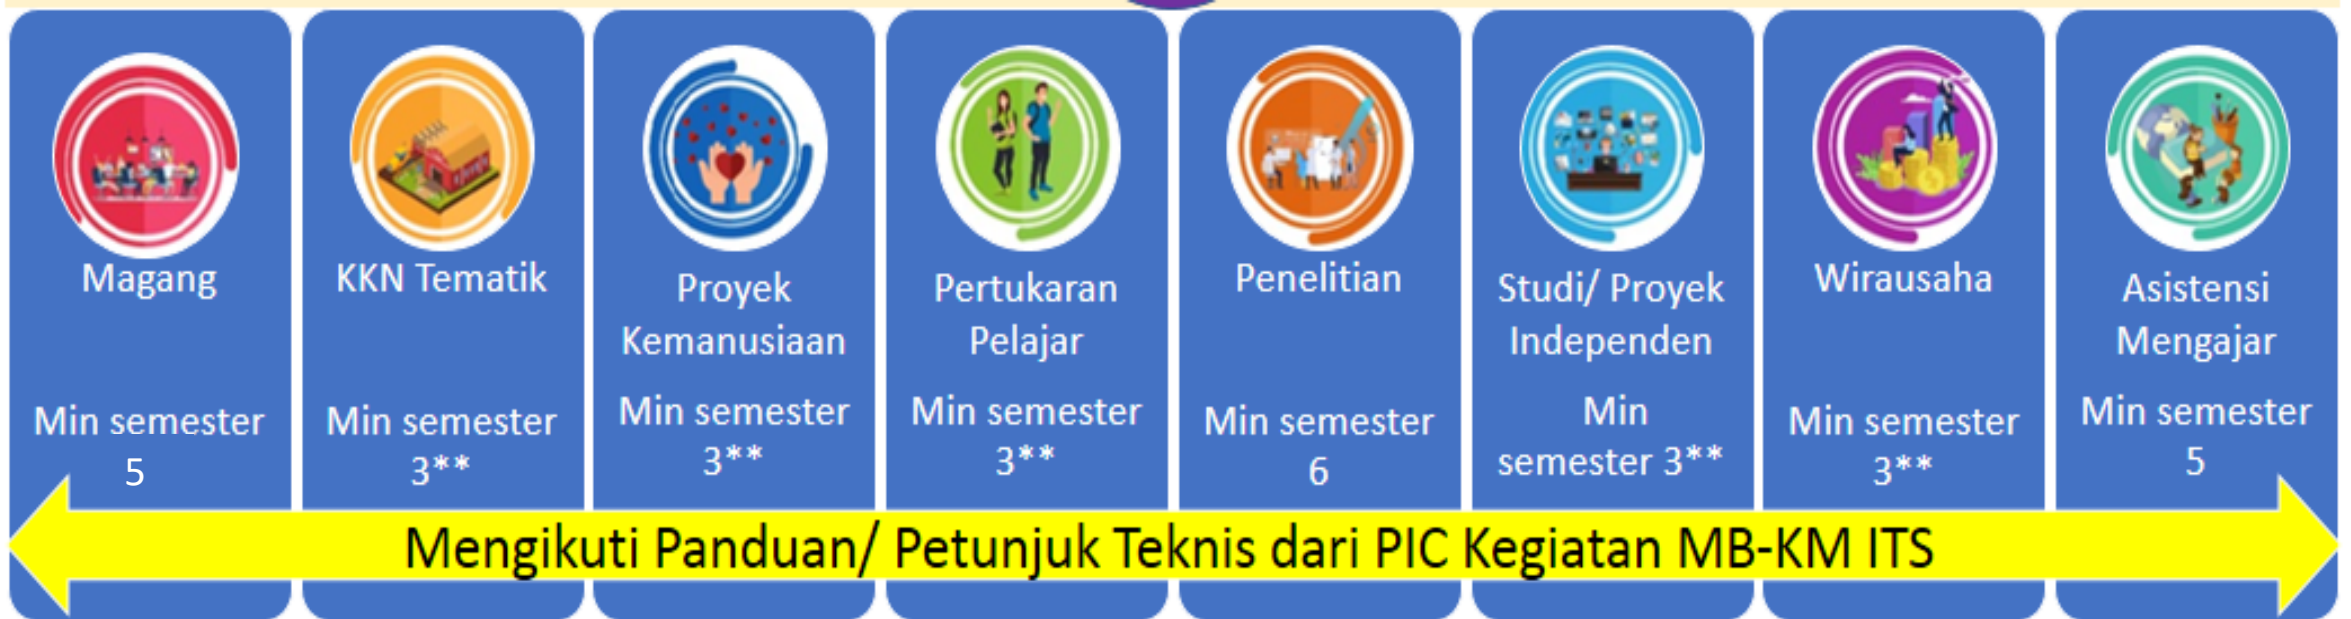 Magang
Min semester
5
KKN Tematik
Min semester
3**
Proyek
Kemanusiaan
Min semester
3**
Pertukaran
Pelajar
Min semester
3**
Penelitian
Min semester
6
Studi/ Proyek
Independen
Min
semester 3**
Wirausaha
Min semester
3**
Asistensi
Mengajar
Min semester
5
Mengikuti Panduan/ Petunjuk Teknis dari PIC Kegiatan MB-KM ITS